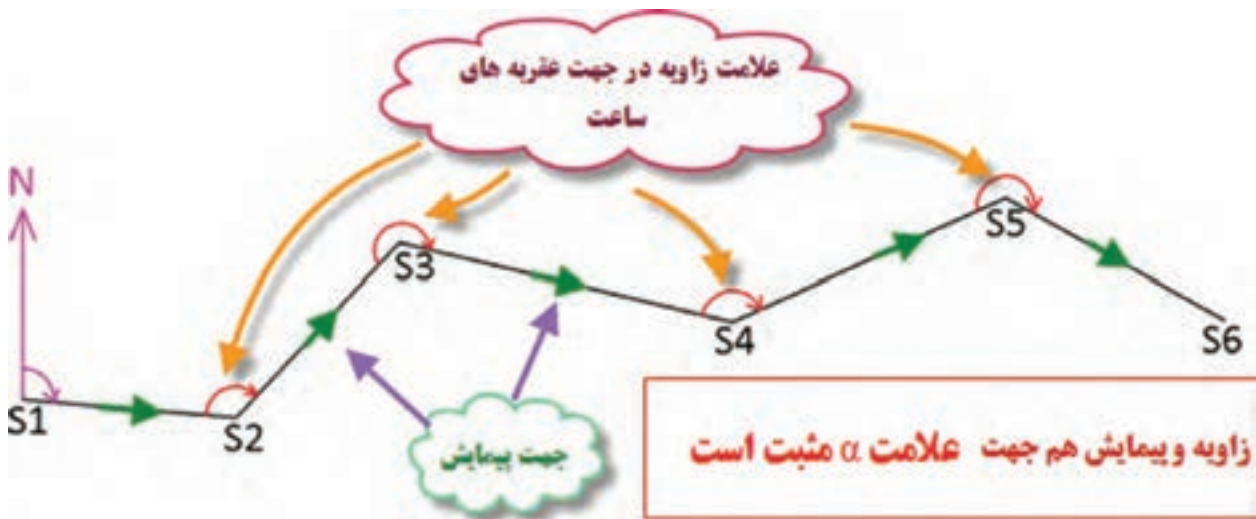 علامت زاویه در جهت عقربه های
ساعت
N
S1
S2
S3
S4
S5
S6
جهت پیمایش
زاویه و پیمایش هم جهت علامت α مثبت است